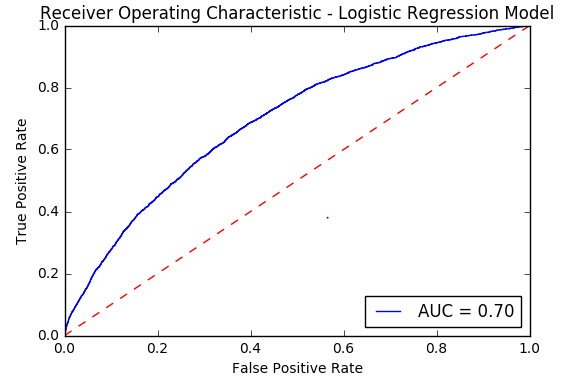 Receiver Operating Characteristic - Logistic Regression Model
1.0
0.8
0.6
0.4
0.2
0.0
True Positive Rate
0.0 0.2 0.4 0.6 0.8 1.0
False Positive Rate
AUC = 0.70